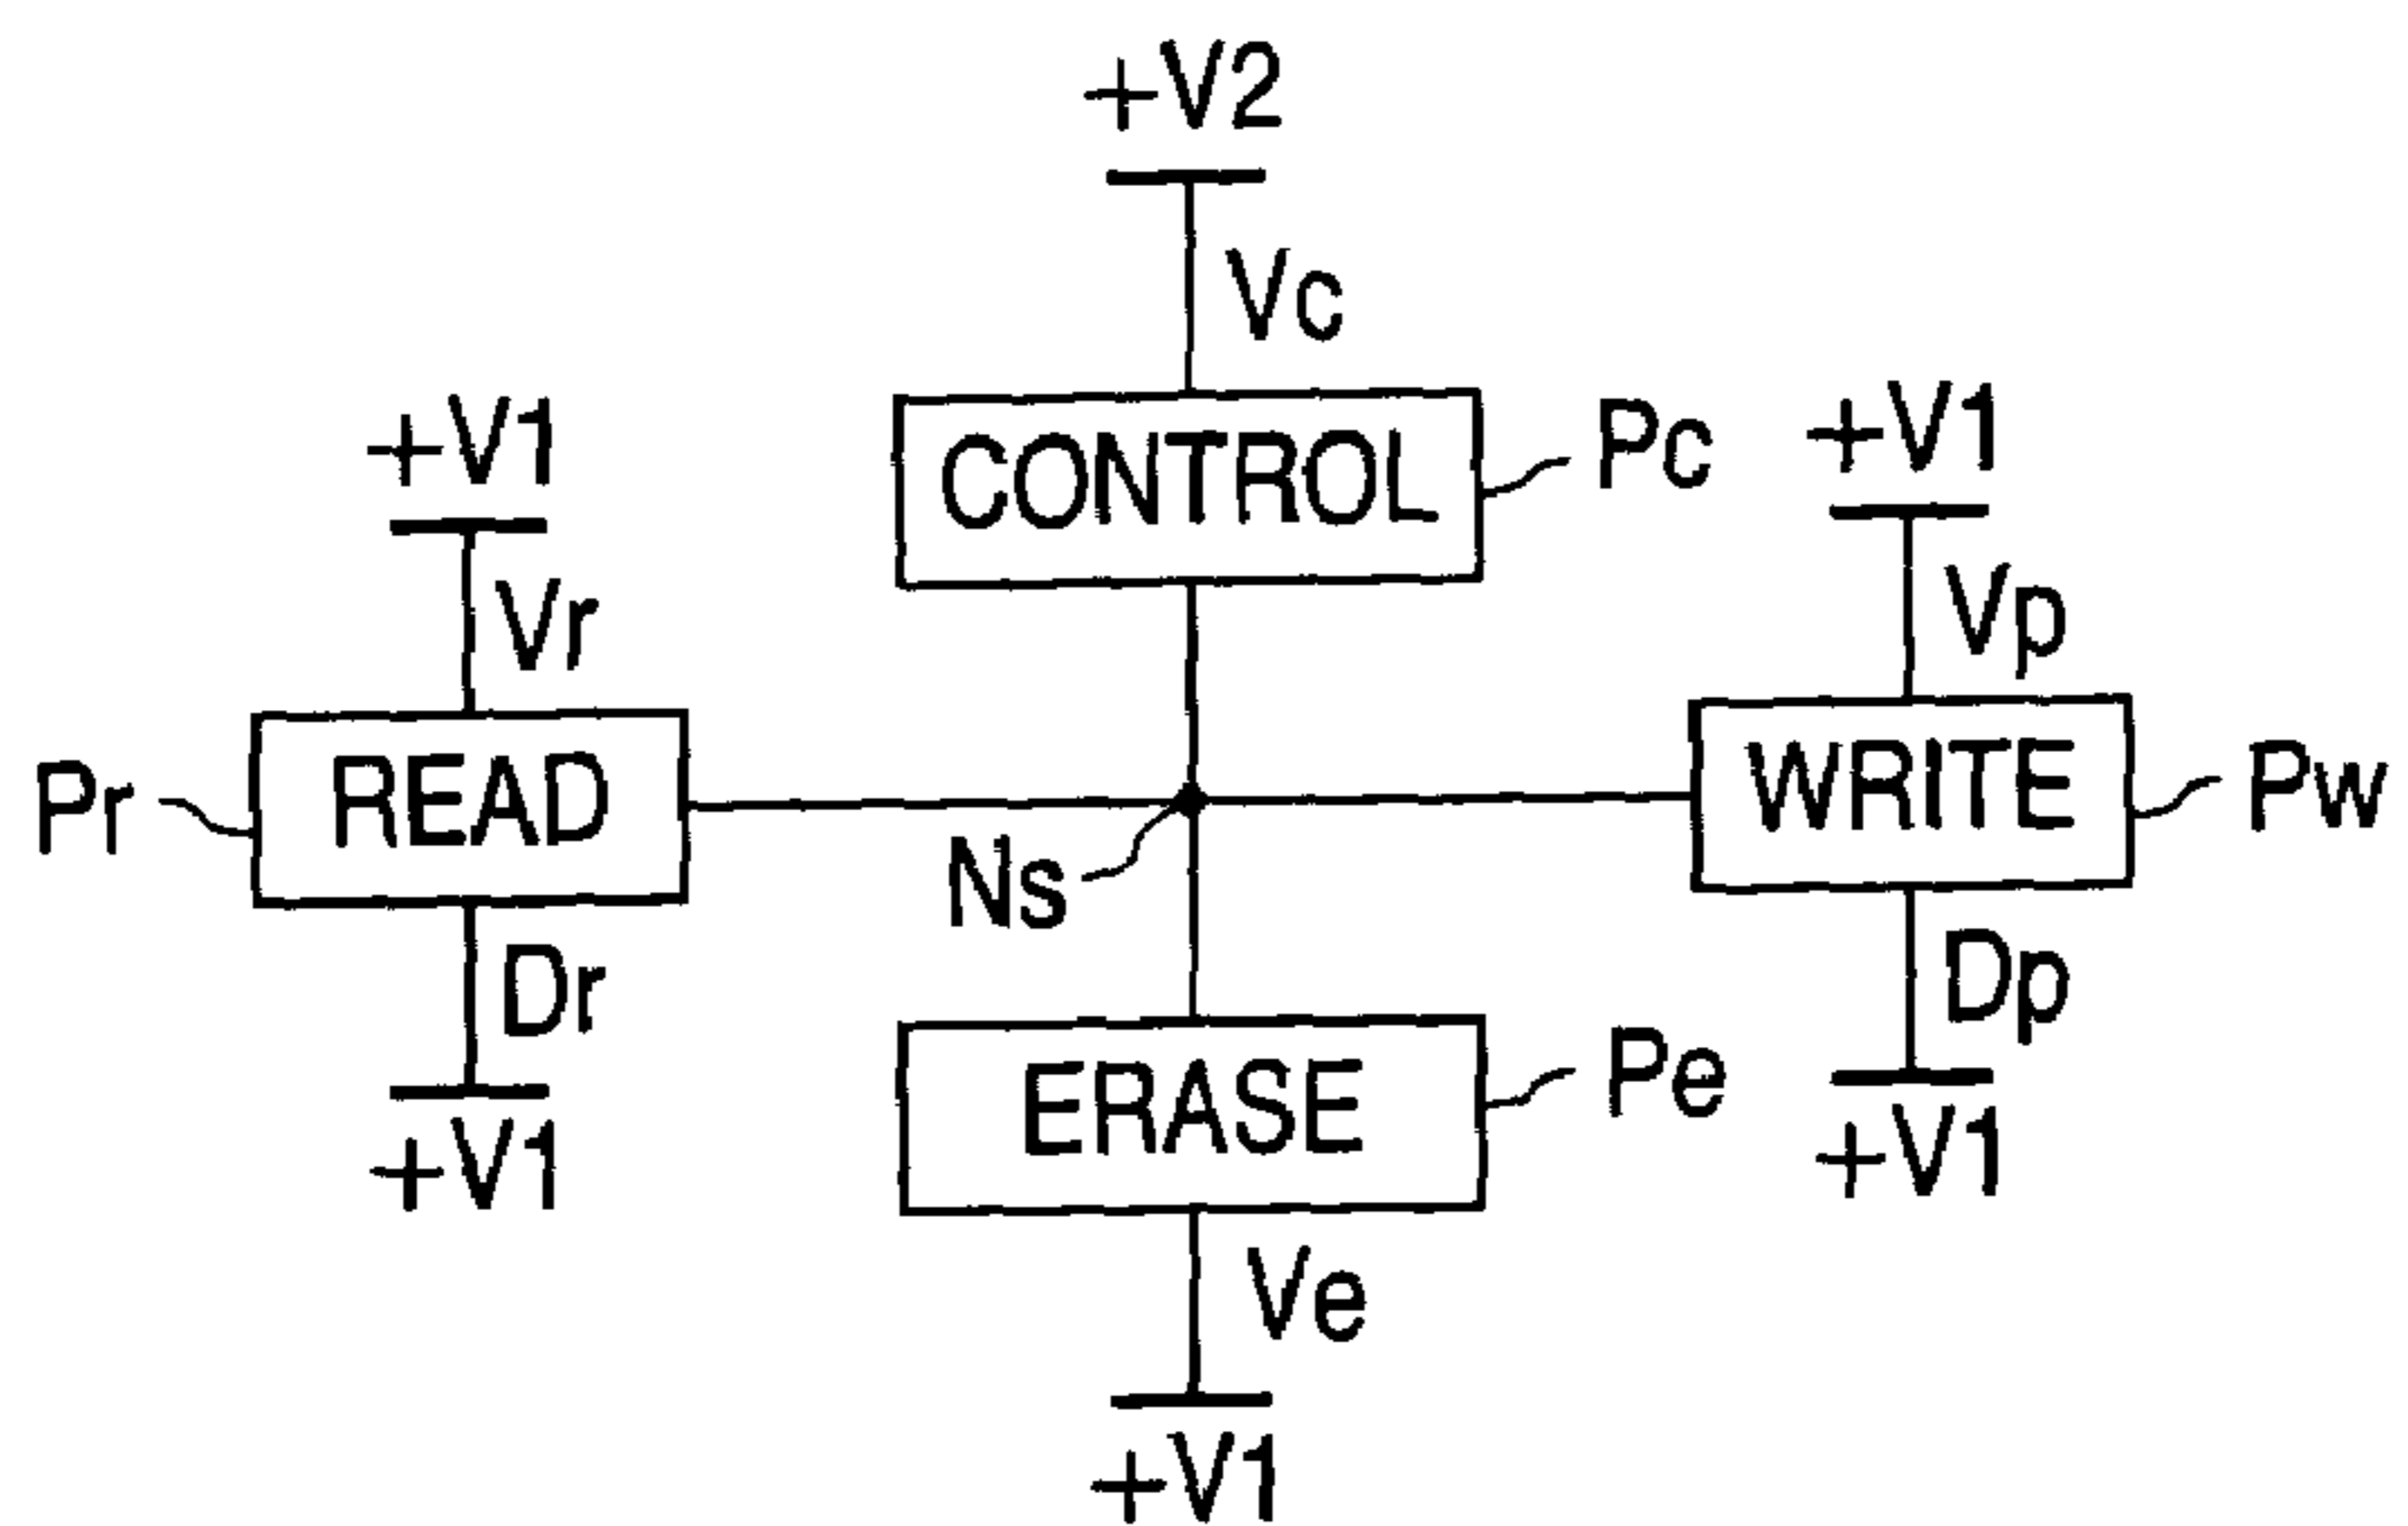 +V2
Vc
+V1
CONTROL
Pc
+V1
Vr
Vp
Pr
READ
WRITE
Pw
Ns
Dr
Dp
+V1
ERASE
Pe
+V1
Ve
+V1